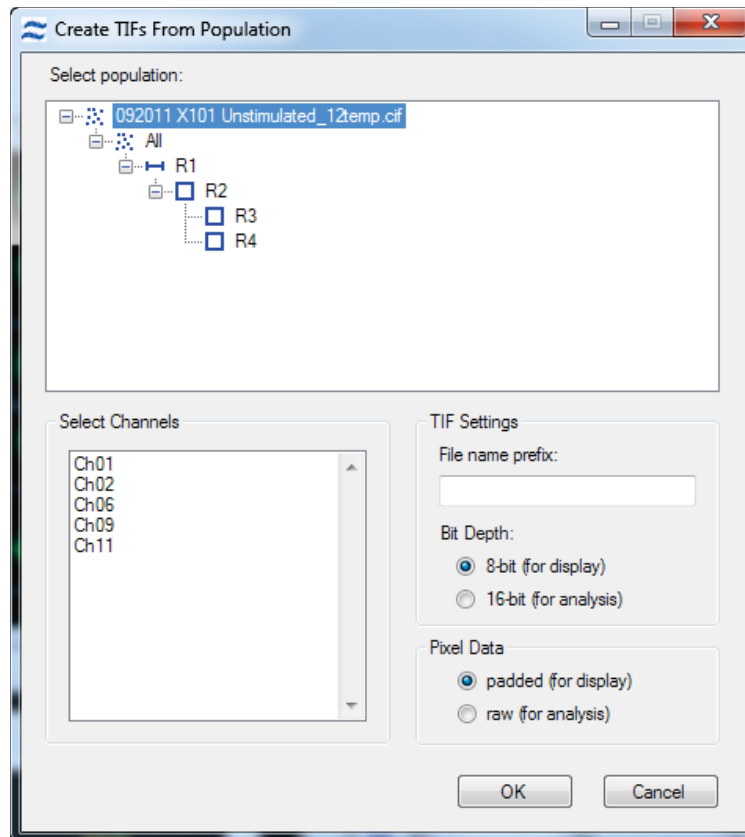 Create TIFs From Population
Select population:
092011 X101 Unstimulated_12temp.cif
All
R1
R2
R3
R4
Select Channels
Ch01
Ch02
Ch06
Ch09
Ch11
TIF Settings
File name prefix:
Bit Depth:
8-bit (for display)
16-bit (for analysis)
Pixel Data
padded (for display)
raw (for analysis)
OK Cancel